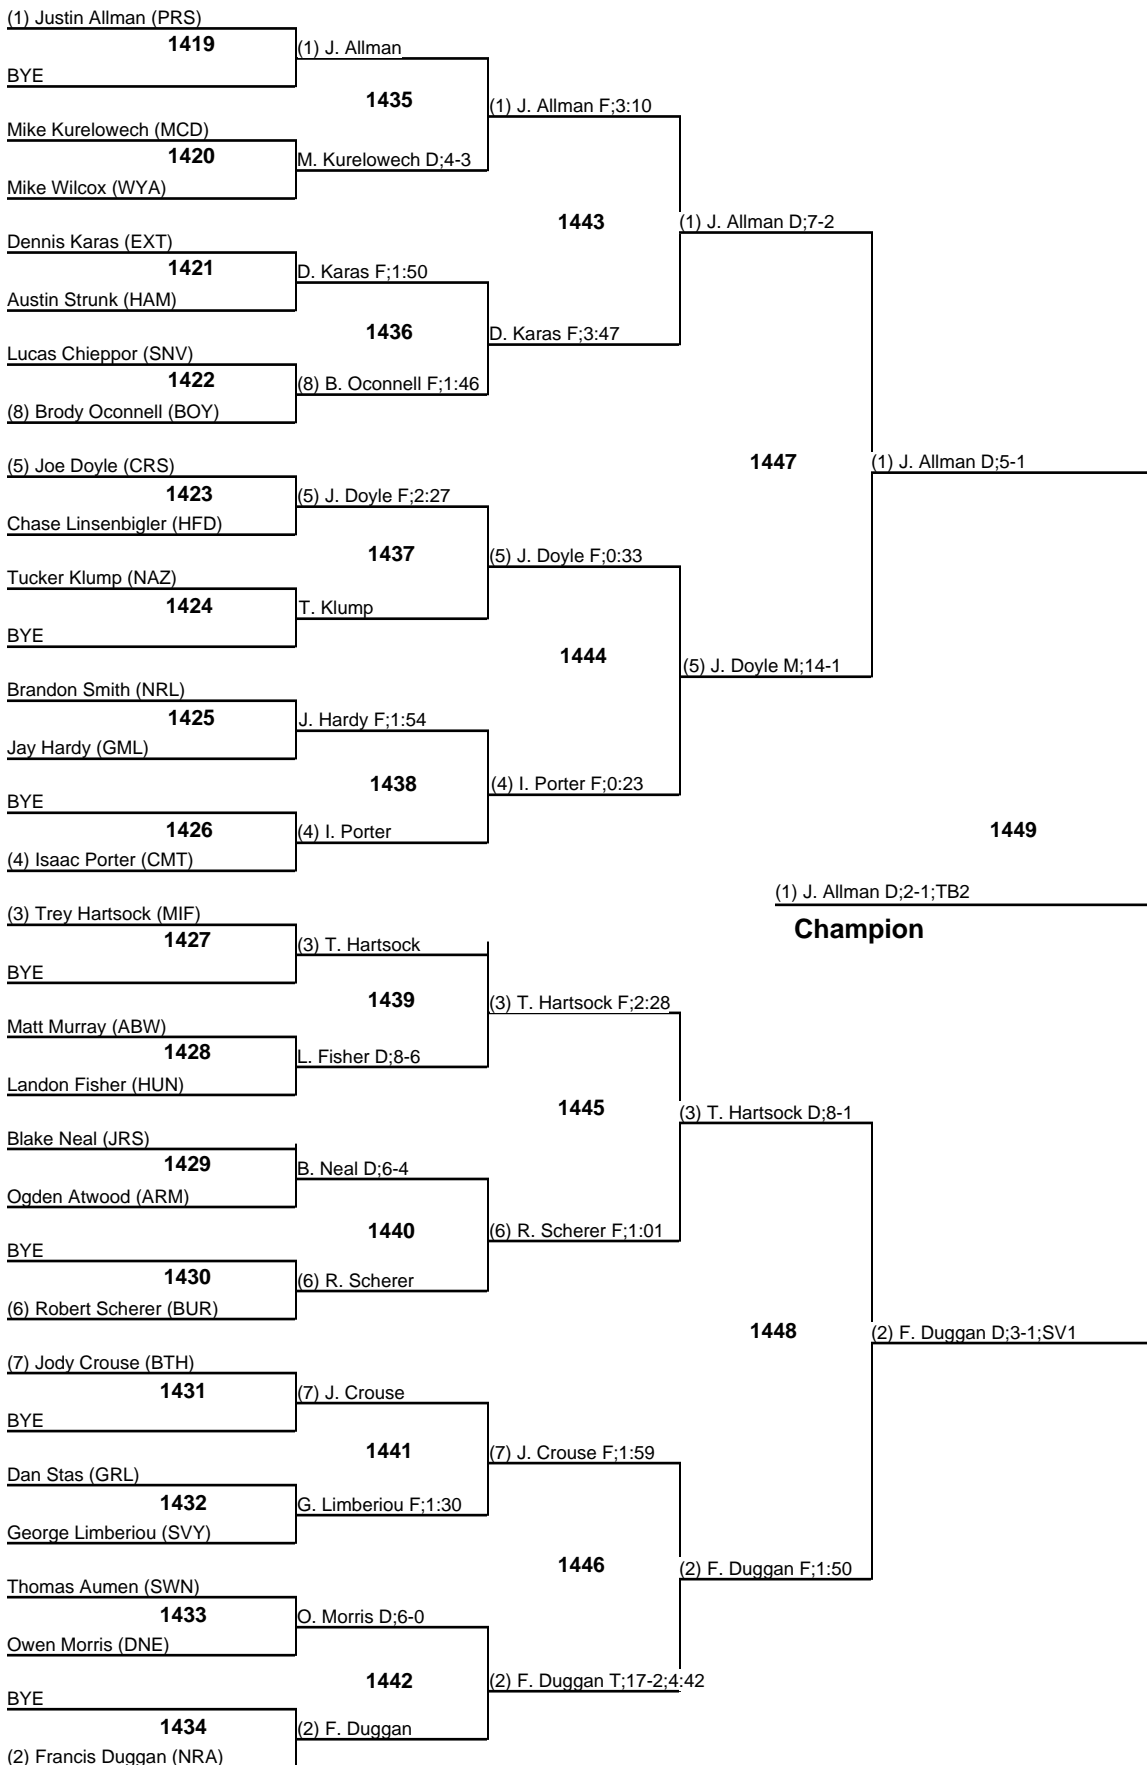 (1) Justin Allman (PRS)
1419
BYE
(1) J. Allman
1435
Mike Kurelowech (MCD)
1420
Mike Wilcox (WYA)
M. Kurelowech D;4-3
(1) J. Allman F;3:10
1443
Dennis Karas (EXT)
1421
Austin Strunk (HAM)
D. Karas F;1:50
1436
Lucas Chieppor (SNV)
1422
(8) Brody Oconnell (BOY)
(8) B. Oconnell F;1:46
D. Karas F;3:47
(1) J. Allman D;7-2
1447
(5) Joe Doyle (CRS)
1423
Chase Linsenbigler (HFD)
(5) J. Doyle F;2:27
1437
Tucker Klump (NAZ)
1424
BYE
T. Klump
(5) J. Doyle F;0:33
1444
Brandon Smith (NRL)
1425
Jay Hardy (GML)
J. Hardy F;1:54
1438
BYE
1426
(4) Isaac Porter (CMT)
(4) I. Porter
(4) I. Porter F;0:23
(5) J. Doyle M;14-1
(1) J. Allman D;5-1
1449
(1) J. Allman D;2-1;TB2
Champion
(3) Trey Hartsock (MIF)
1427
BYE
(3) T. Hartsock
1439
Matt Murray (ABW)
1428
Landon Fisher (HUN)
L. Fisher D;8-6
(3) T. Hartsock F;2:28
1445
Blake Neal (JRS)
1429
Ogden Atwood (ARM)
B. Neal D;6-4
1440
BYE
1430
(6) Robert Scherer (BUR)
(6) R. Scherer
(6) R. Scherer F;1:01
(3) T. Hartsock D;8-1
1448
(7) Jody Crouse (BTH)
1431
BYE
(7) J. Crouse
1441
Dan Stas (GRL)
1432
George Limberiou (SVY)
G. Limberiou F;1:30
(7) J. Crouse F;1:59
1446
Thomas Aumen (SWN)
1433
Owen Morris (DNE)
O. Morris D;6-0
1442
BYE
1434
(2) Francis Duggan (NRA)
(2) F. Duggan
(2) F. Duggan T;17-2;4:42
(2) F. Duggan F;1:50
(2) F. Duggan D;3-1;SV1